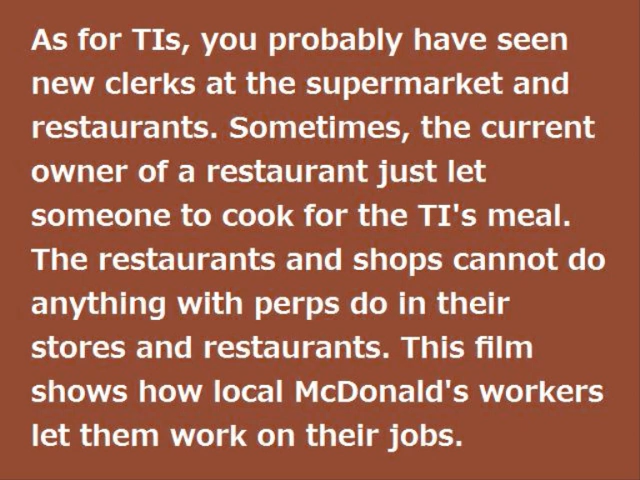 As for TIs, you probably have seen
new clerks at the supermarket and
restaurants. Sometimes, the current
owner of a restaurant just let
someone to cook for the TI's meal.
The restaurants and shops cannot do
anything with perps do in their
stores and restaurants. This film
shows how local McDonald's workers
let them work on their jobs.